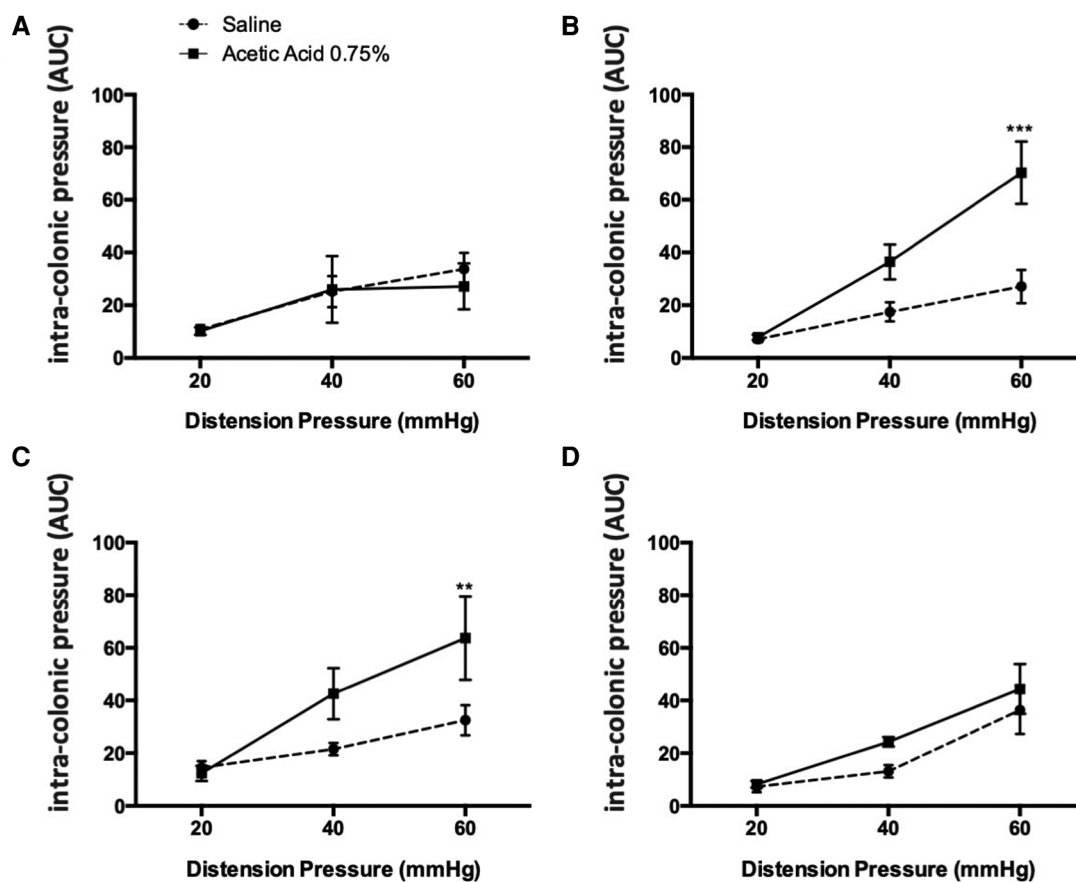 A
Saline
Acetic Acid 0.75%
intra-colonic pressure (AUC)
100
80
60
40
20
0
20 40 60
Distension Pressure (mmHg)
B
intra-colonic pressure (AUC)
100
80
60
40
20
0
***
20 40 60
Distension Pressure (mmHg)
C
intra-colonic pressure (AUC)
100
80
60
40
20
0
**
20 40 60
Distension Pressure (mmHg)
D
intra-colonic pressure (AUC)
100
80
60
40
20
0
20 40 60
Distension Pressure (mmHg)